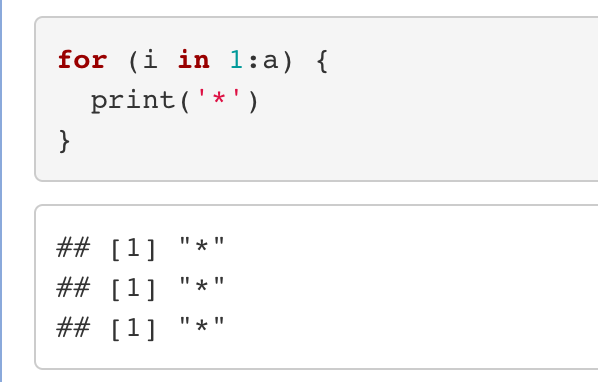 for (i in 1:a) {
  print('*')
}
## [1] "*"
## [1] "*"
## [1] "*"